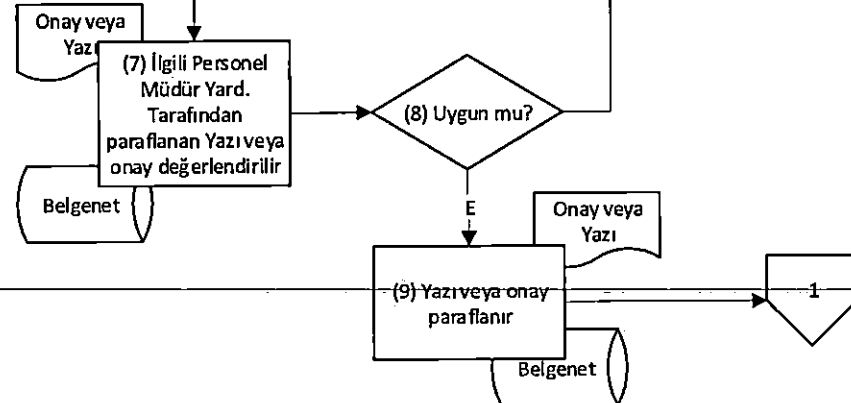 Onay veya
Yazı
(7) İlgili Personel
Müdür Yard.
Tarafından
paraflanan Yazı veya
onay değerlendirilir
Belgenet
(8) Uygun mu?
E
Onay veya
Yazı
(9) Yazı veya onay
paraflanır
1
Belgenet